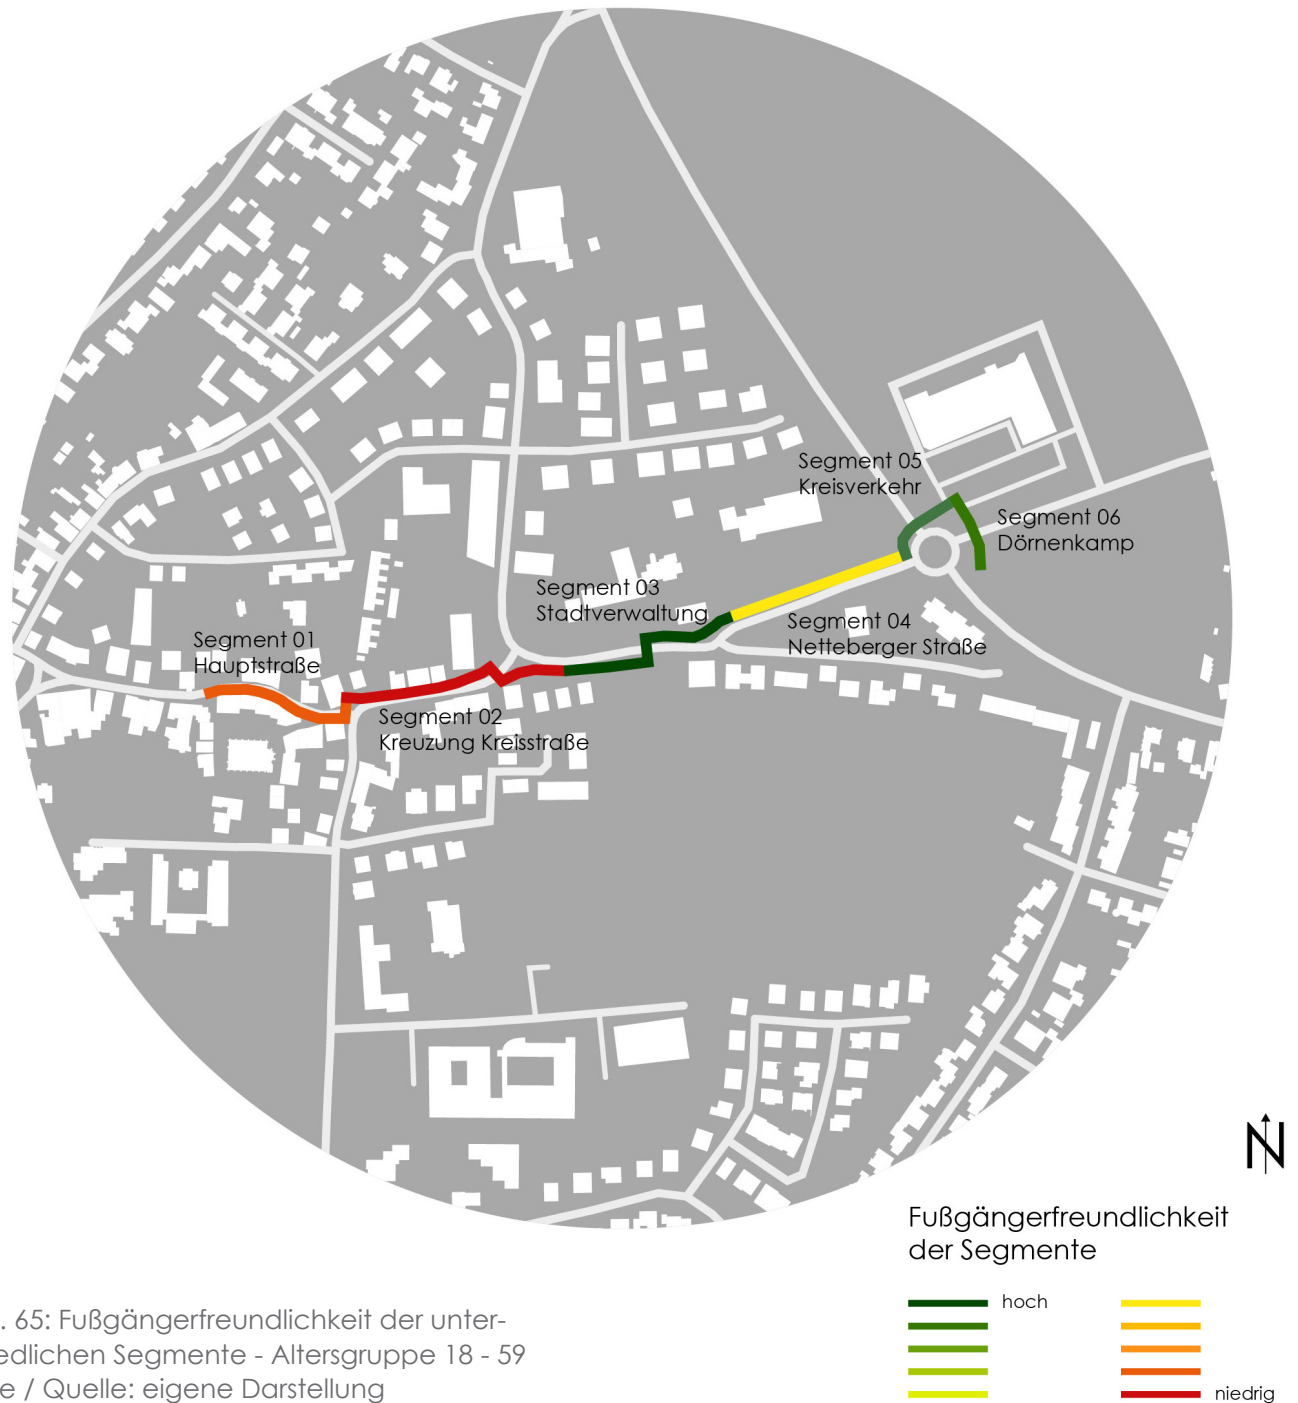 Segment 05
Kreisverkehr
Segment 06
Dörnenkamp
Segment 03
Stadtverwaltung
Segment 04
Netteberger Straße
Segment 01
Hauptstraße
Segment 02
Kreuzung Kreisstraße
N
Fußgängerfreundlichkeit
der Segmente
hoch
niedrig
. 65: Fußgängerfreundlichkeit der unter-
edlichen Segmente - Altersgruppe 18 - 59
e / Quelle: eigene Darstellung